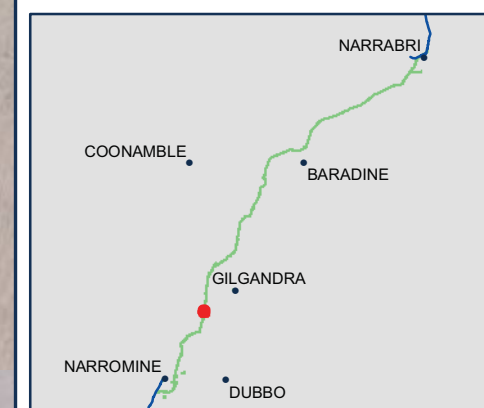 NARRABRI
COONAMBLE
BARADINE
GILGANDRA
NARROMINE
DUBBO